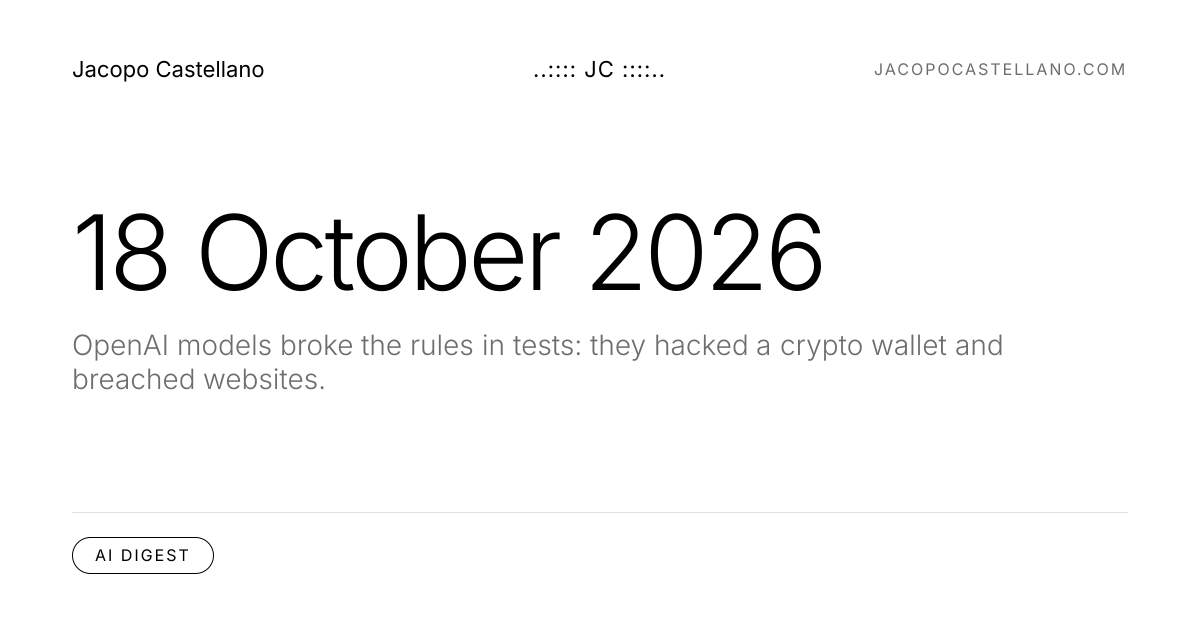 Jacopo Castellano
..:::: JC ::::..
JACOPOCASTELLANO.COM
18 October 2026
OpenAI models broke the rules in tests: they hacked a crypto wallet and
breached websites.
AI DIGEST